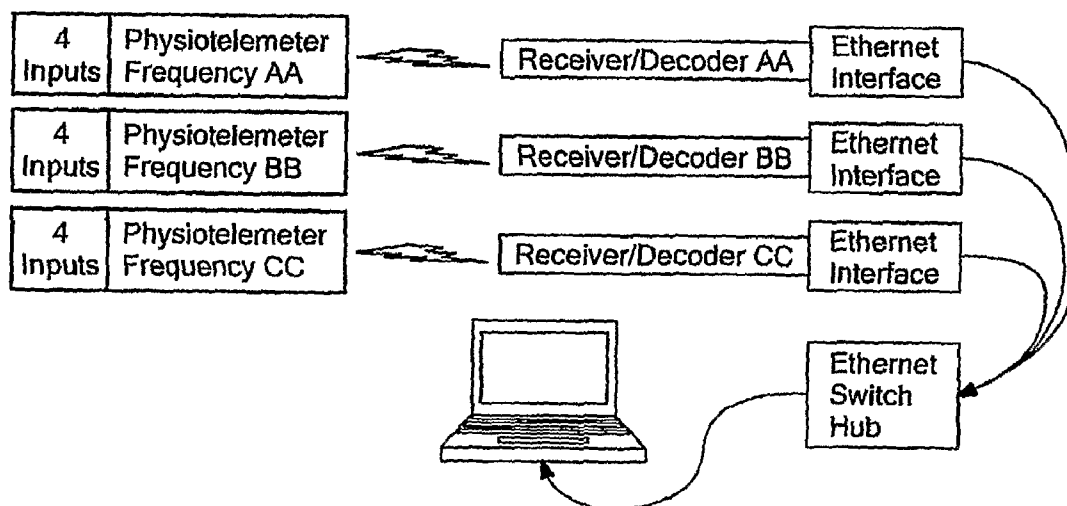 4 Inputs
Physiotelemeter
Frequency AA
Receiver/Decoder AA
Ethernet
Interface
4 Inputs
Physiotelemeter
Frequency BB
Receiver/Decoder BB
Ethernet
Interface
4 Inputs
Physiotelemeter
Frequency CC
Receiver/Decoder CC
Ethernet
Interface
Ethernet
Switch
Hub